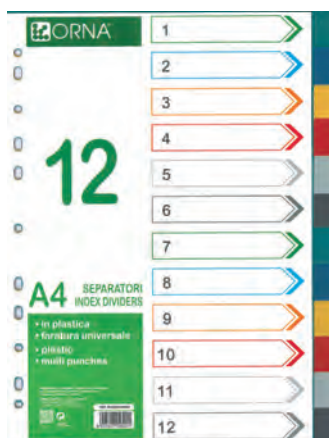 ORNA
12
A4 SEPARATORI
INDEX DIVIDERS
• in plastica
• foratura universale
• plastic
• multi punches
1
2
3
4
5
6
7
8
9
10
11
12